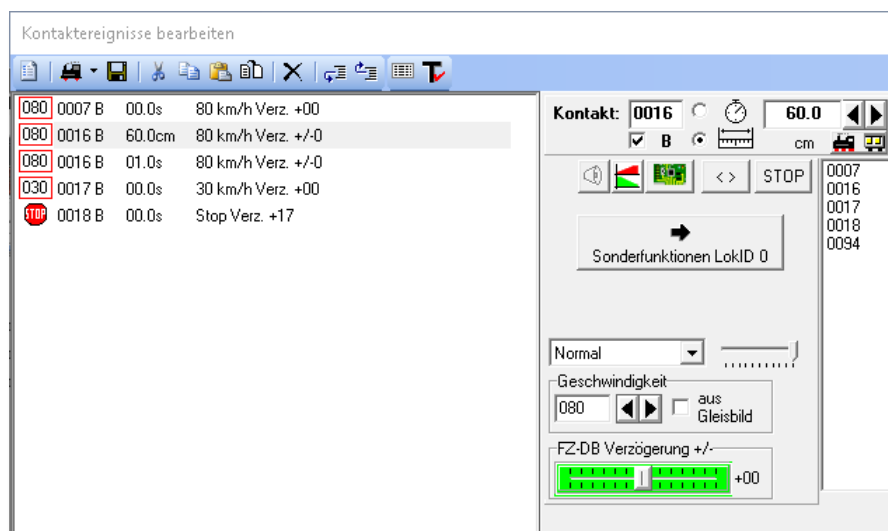 Kontaktereignisse bearbeiten
080 0007 B 00.0s 80 km/h Verz. +00
080 0016 B 60.0cm 80 km/h Verz. +/-0
080 0016 B 01.0s 80 km/h Verz. +/-0
030 0017 B 00.0s 30 km/h Verz. +00
STOP 0018 B 00.0s Stop Verz. +17
Kontakt: 0016 60.0
B cm
< > STOP
Sonderfunktionen LokID 0
Normal
Geschwindigkeit
080 aus
Gleisbild
FZ-DB Verzögerung +/-
+00
0007
0016
0017
0018
0094